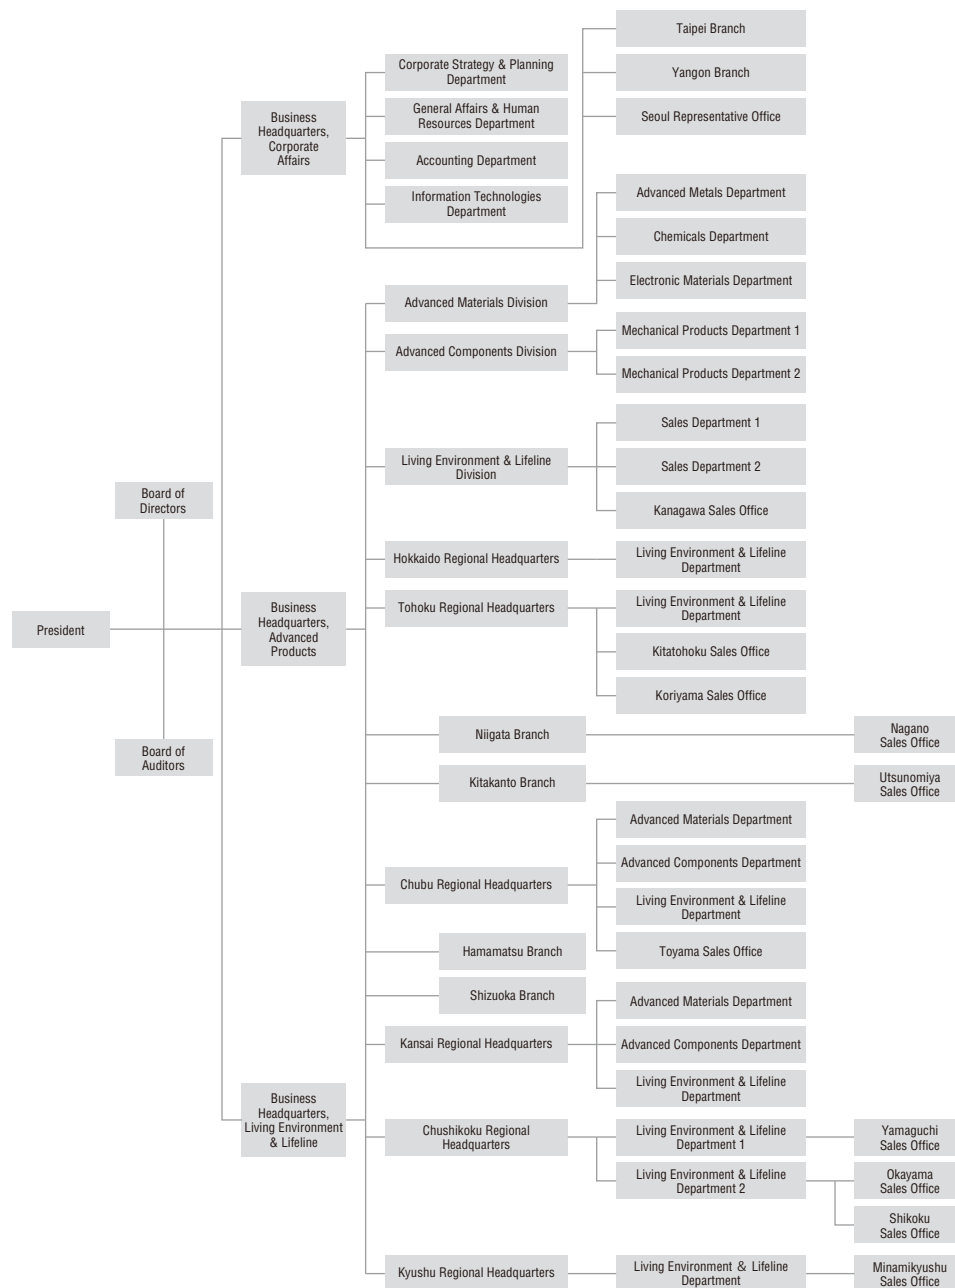 President
Board of
Directors
Board of
Auditors
Business
Headquarters,
Corporate
Affairs
Business
Headquarters,
Advanced
Products
Business
Headquarters,
Living Environment
& Lifeline
Corporate Strategy & Planning
Department
General Affairs & Human
Resources Department
Accounting Department
Information Technologies
Department
Taipei Branch
Yangon Branch
Seoul Representative Office
Advanced Materials Division
Advanced Metals Department
Chemicals Department
Electronic Materials Department
Advanced Components Division
Mechanical Products Department 1
Mechanical Products Department 2
Living Environment & Lifeline
Division
Sales Department 1
Sales Department 2
Kanagawa Sales Office
Hokkaido Regional Headquarters
Living Environment & Lifeline
Department
Tohoku Regional Headquarters
Living Environment & Lifeline
Department
Kitatohoku Sales Office
Koriyama Sales Office
Niigata Branch
Nagano
Sales Office
Kitakanto Branch
Utsunomiya
Sales Office
Chubu Regional Headquarters
Advanced Materials Department
Advanced Components Department
Living Environment & Lifeline
Department
Toyama Sales Office
Hamamatsu Branch
Shizuoka Branch
Kansai Regional Headquarters
Advanced Materials Department
Advanced Components Department
Living Environment & Lifeline
Department
Chushikoku Regional
Headquarters
Living Environment & Lifeline
Department 1
Yamaguchi
Sales Office
Living Environment & Lifeline
Department 2
Okayama
Sales Office
Shikoku
Sales Office
Kyushu Regional Headquarters
Living Environment & Lifeline
Department
Minamikyushu
Sales Office